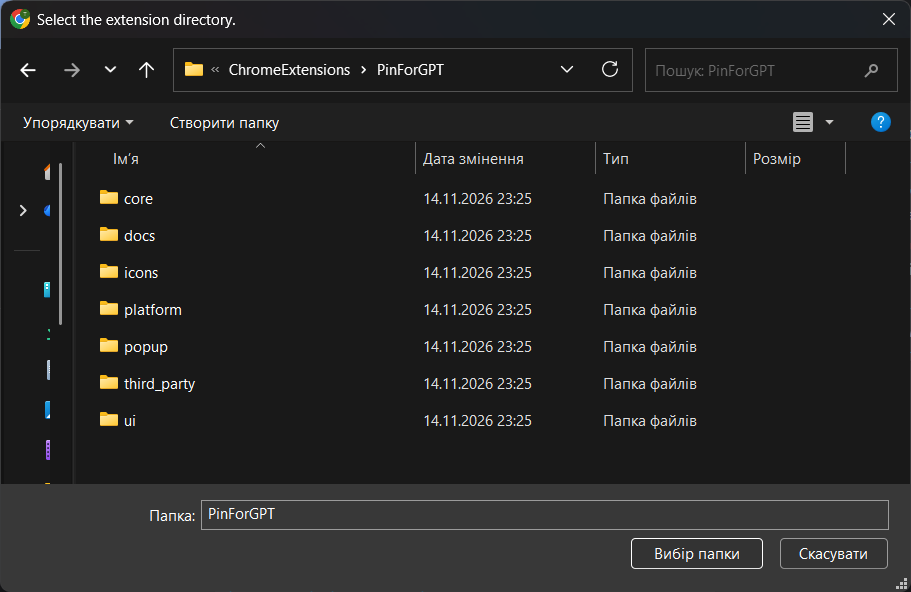 Select the extension directory.
« ChromeExtensions › PinForGPT
Пошук: PinForGPT
Упорядкувати Створити папку
?
Ім’я Дата змінення Тип Розмір
core 14.11.2026 23:25 Папка файлів
docs 14.11.2026 23:25 Папка файлів
icons 14.11.2026 23:25 Папка файлів
platform 14.11.2026 23:25 Папка файлів
popup 14.11.2026 23:25 Папка файлів
third_party 14.11.2026 23:25 Папка файлів
ui 14.11.2026 23:25 Папка файлів
Папка: PinForGPT
Вибір папки Скасувати